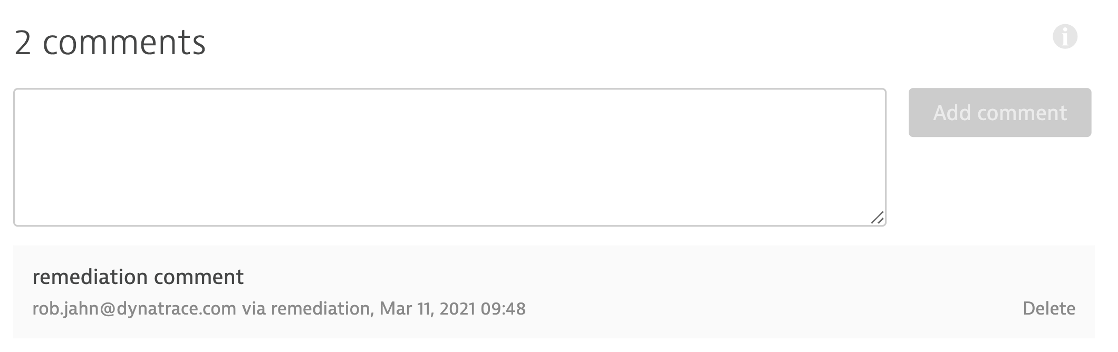 2 comments
Add comment
remediation comment
rob.jahn@dynatrace.com via remediation, Mar 11, 2021 09:48
Delete